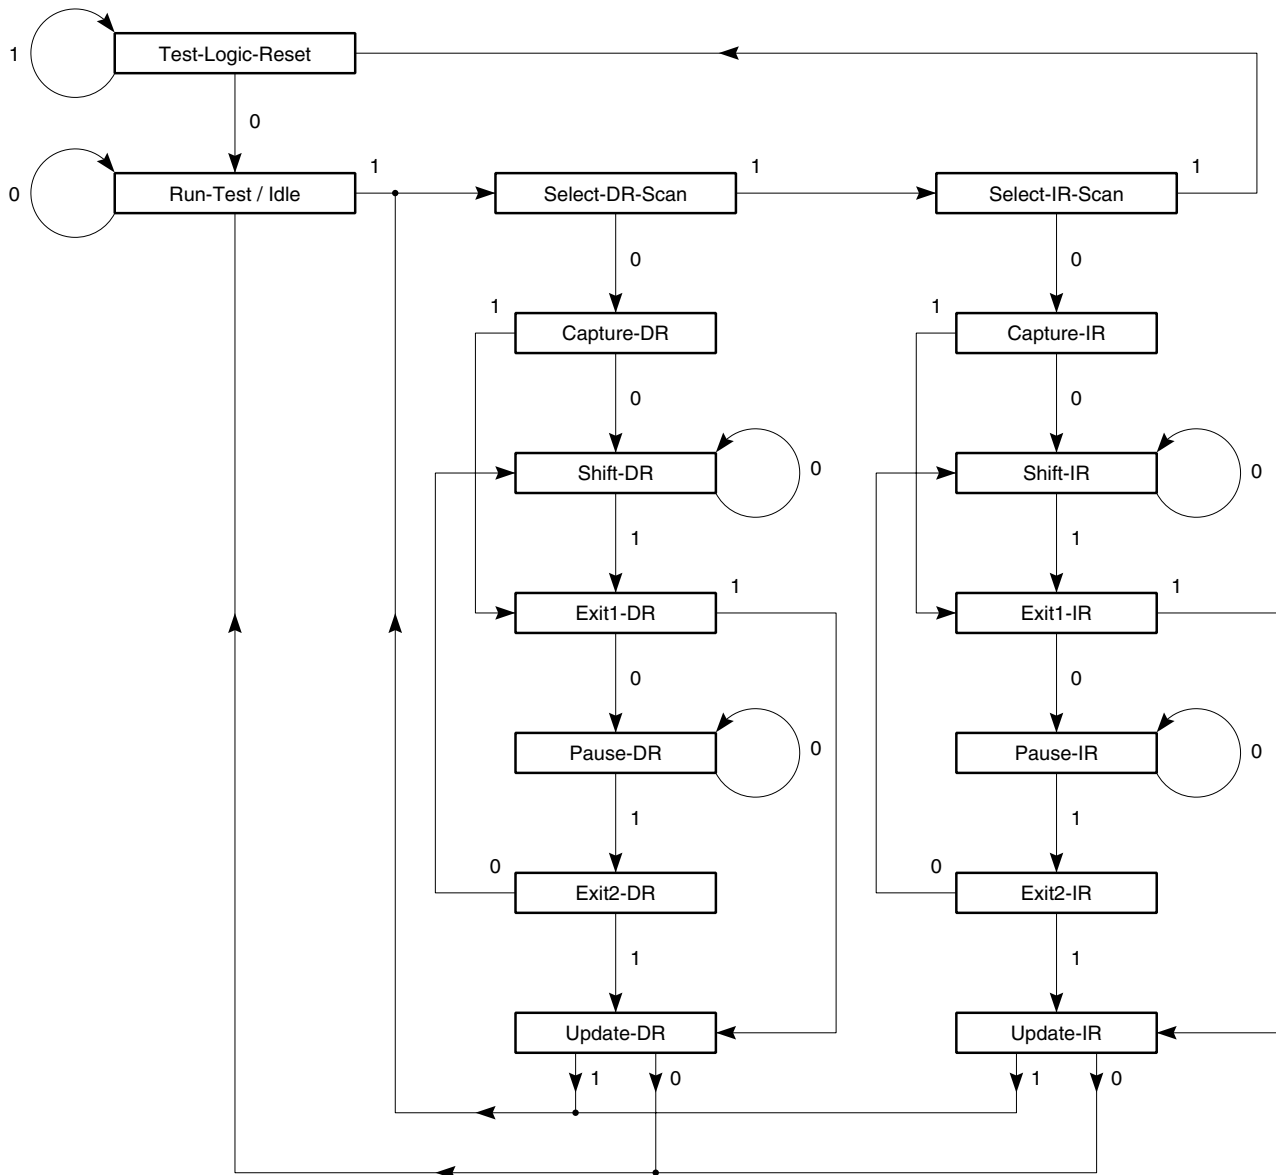 1
Test-Logic-Reset
0
0
Run-Test / Idle
1
Select-DR-Scan
1
Select-IR-Scan
1
0
0
1
Capture-DR
1
Capture-IR
0
0
Shift-DR
0
Shift-IR
0
1
1
Exit1-DR
1
Exit1-IR
1
0
0
Pause-DR
0
Pause-IR
0
1
1
0
Exit2-DR
0
Exit2-IR
1
1
Update-DR
Update-IR
1
0
1
0